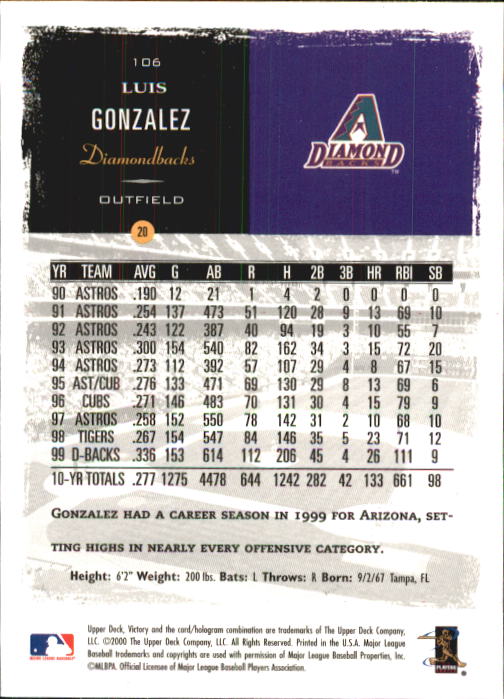 106
LUIS
GONZALEZ
Diamondbacks
OUTFIELD
20
DIAMOND
BACKS
TM
YR TEAM AVG G AB R H 2B 3B HR RBI SB
90 ASTROS .190 12 21 1 4 2 0 0 0 0
91 ASTROS .254 137 473 51 120 28 9 13 69 10
92 ASTROS .243 122 387 40 94 19 3 10 55 7
93 ASTROS .300 154 540 82 162 34 3 15 72 20
94 ASTROS .273 112 392 57 107 29 4 8 67 15
95 AST/CUB .276 133 471 69 130 29 8 13 69 6
96 CUBS .271 146 483 70 131 30 4 15 79 9
97 ASTROS .258 152 550 78 142 31 2 10 68 10
98 TIGERS .267 154 547 84 146 35 5 23 71 12
99 D-BACKS .336 153 614 112 206 45 4 26 111 9
10-YR TOTALS .277 1275 4478 644 1242 282 42 133 661 98
GONZALEZ HAD A CAREER SEASON IN 1999 FOR ARIZONA, SET-
TING HIGHS IN NEARLY EVERY OFFENSIVE CATEGORY.
Height: 6'2" Weight: 200 lbs. Bats: L Throws: R Born: 9/2/67 Tampa, FL
Upper Deck, Victory and the card/hologram combination are trademarks of The Upper Deck Company,
LLC. ©2000 The Upper Deck Company, LLC. All Rights Reserved. Printed in the U.S.A. Major League
Baseball trademarks and copyrights are used with permission of Major League Baseball Properties, Inc.
©MLBPA. Official Licensee of Major League Baseball Players Association.
MAJOR LEAGUE BASEBALL
PLAYERS